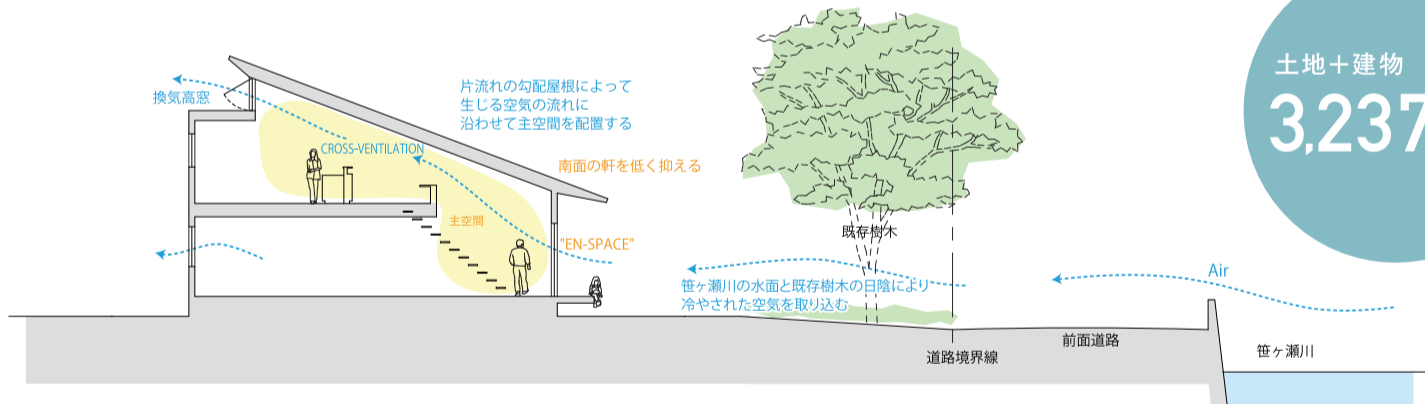 土地＋建物
3,237
換気高窓
片流れの勾配屋根によって
生じる空気の流れに
沿わせて主空間を配置する
CROSS-VENTILATION
南面の軒を低く抑える
主空間
"EN-SPACE"
既存樹木
笹ヶ瀬川の水面と既存樹木の日陰により
冷やされた空気を取り込む
Air
道路境界線
前面道路
笹ヶ瀬川